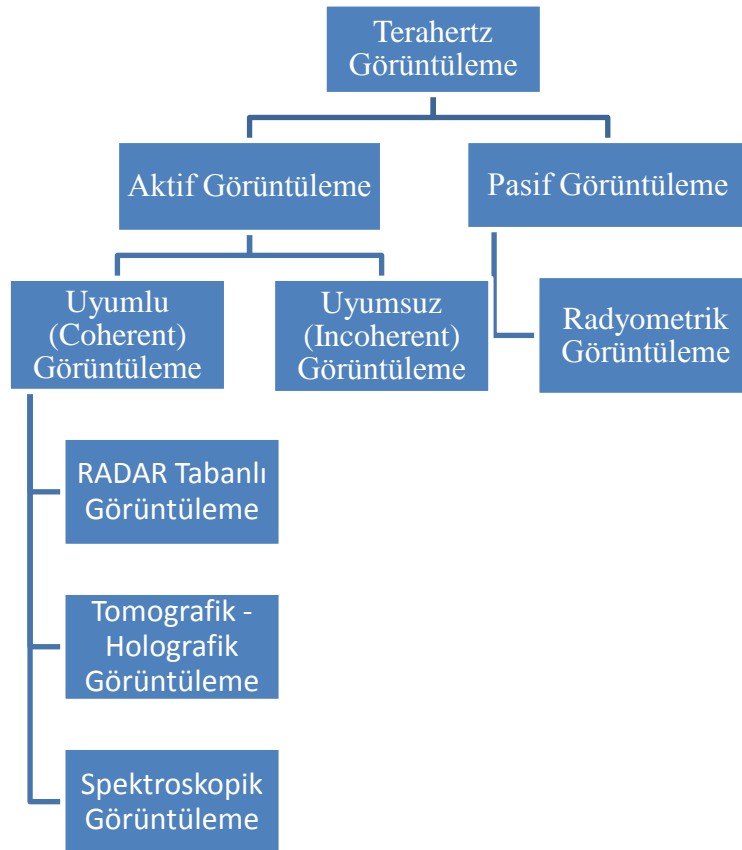 Terahertz
Görüntüleme
Aktif Görüntüleme
Pasif Görüntüleme
Uyumlu
(Coherent)
Görüntüleme
Uyumsuz
(Incoherent)
Görüntüleme
Radyometrik
Görüntüleme
RADAR Tabanlı
Görüntüleme
Tomografik -
Holografik
Görüntüleme
Spektroskopik
Görüntüleme